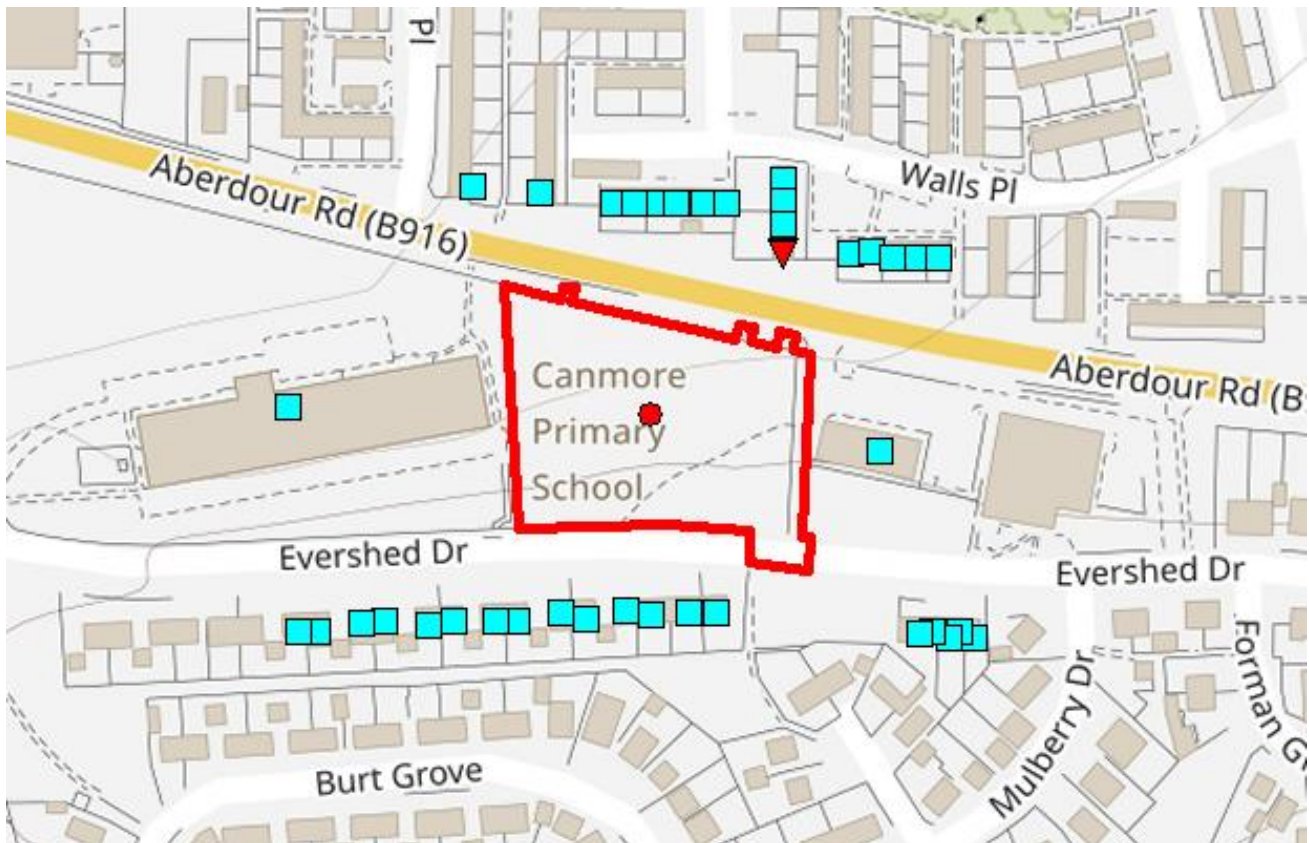 Pl
Aberdour Rd (B916)
Walls Pl
Aberdour Rd (B
Canmore
Primary
School
Evershed Dr
Evershed Dr
Forman G
Mulberry Dr
Burt Grove